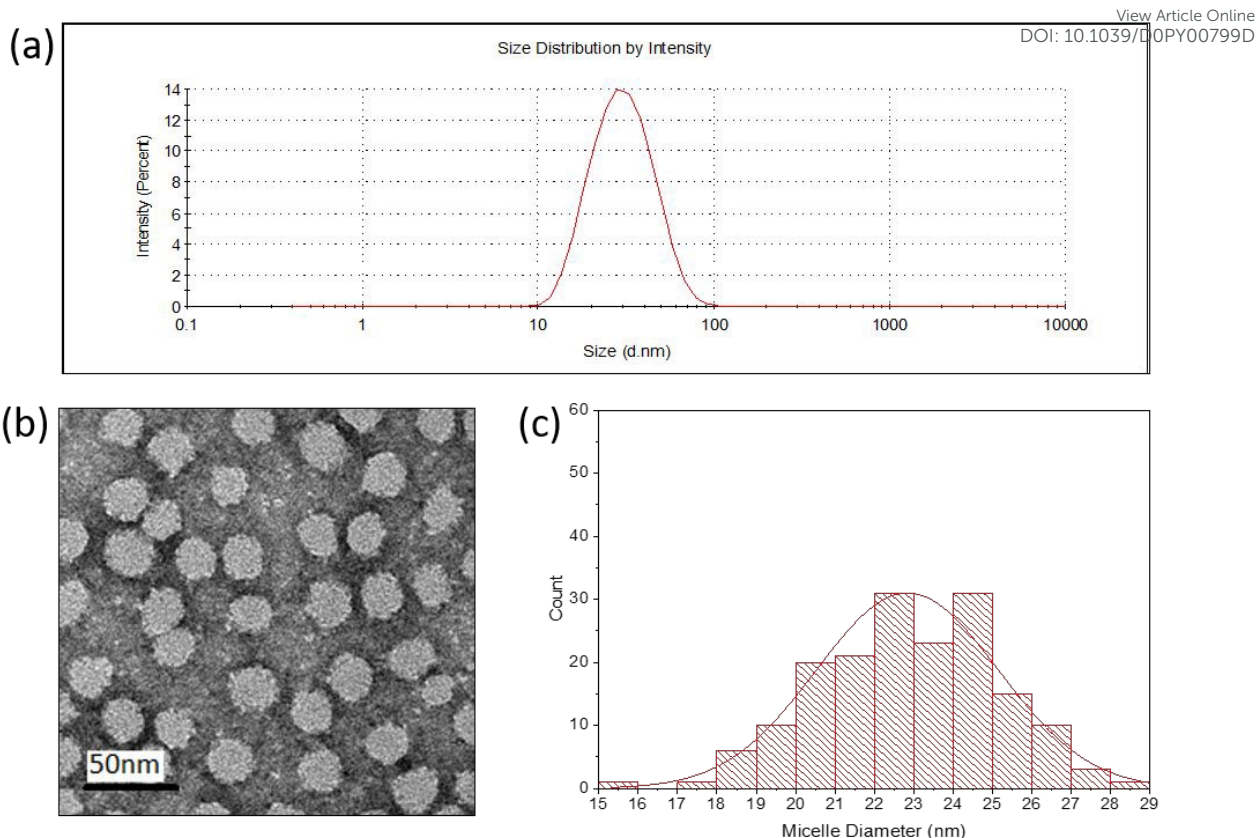 View Article Online
DOI: 10.1039/D0PY00799D
(a)
Size Distribution by Intensity
14
12
10
8
6
4
2
0
Intensity (Percent)
0.1 1 10 100 1000 10000
Size (d.nm)
(b)
50nm
(c)
60
50
40
30
20
10
0
Count
15 16 17 18 19 20 21 22 23 24 25 26 27 28 29
Micelle Diameter (nm)